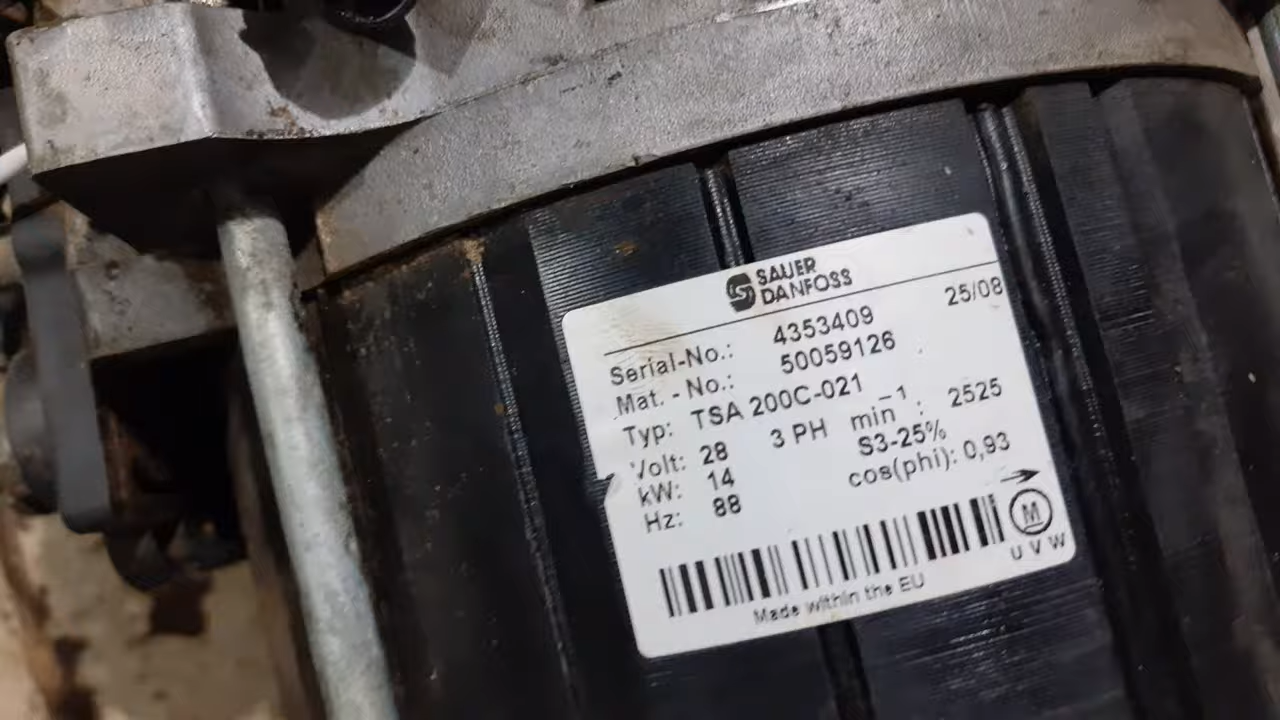 SAUER
DANFOSS
25/08
Serial-No.: 4353409
Mat. - No.: 50059126
Typ: TSA 200C-021
Volt: 28 3 PH min⁻¹ : 2525
kW: 14 S3-25%
Hz: 88 cos(phi): 0,93
M
U V W
Made within the EU